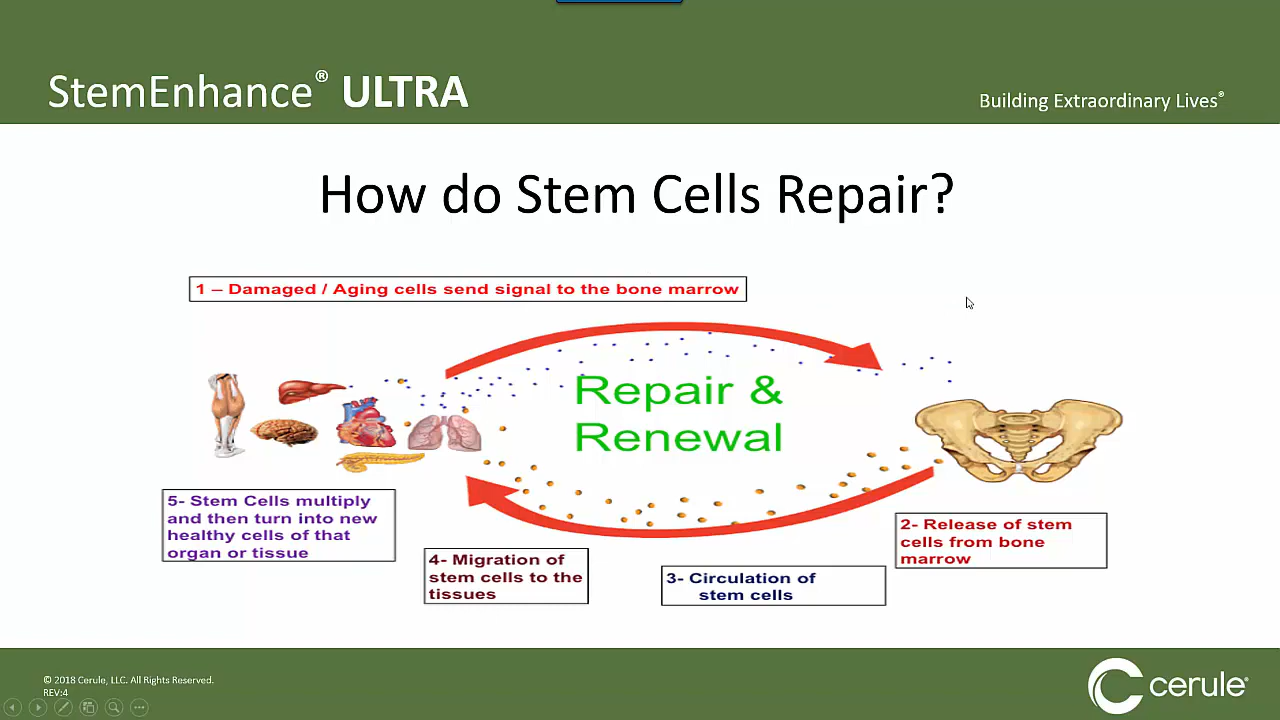 StemEnhance® ULTRA
Building Extraordinary Lives®
How do Stem Cells Repair?
1 – Damaged / Aging cells send signal to the bone marrow
Repair &
Renewal
5- Stem Cells multiply
and then turn into new
healthy cells of that
organ or tissue
4- Migration of
stem cells to the
tissues
3- Circulation of
stem cells
2- Release of stem
cells from bone
marrow
© 2018 Cerule, LLC. All Rights Reserved.
REV:4
cerule®